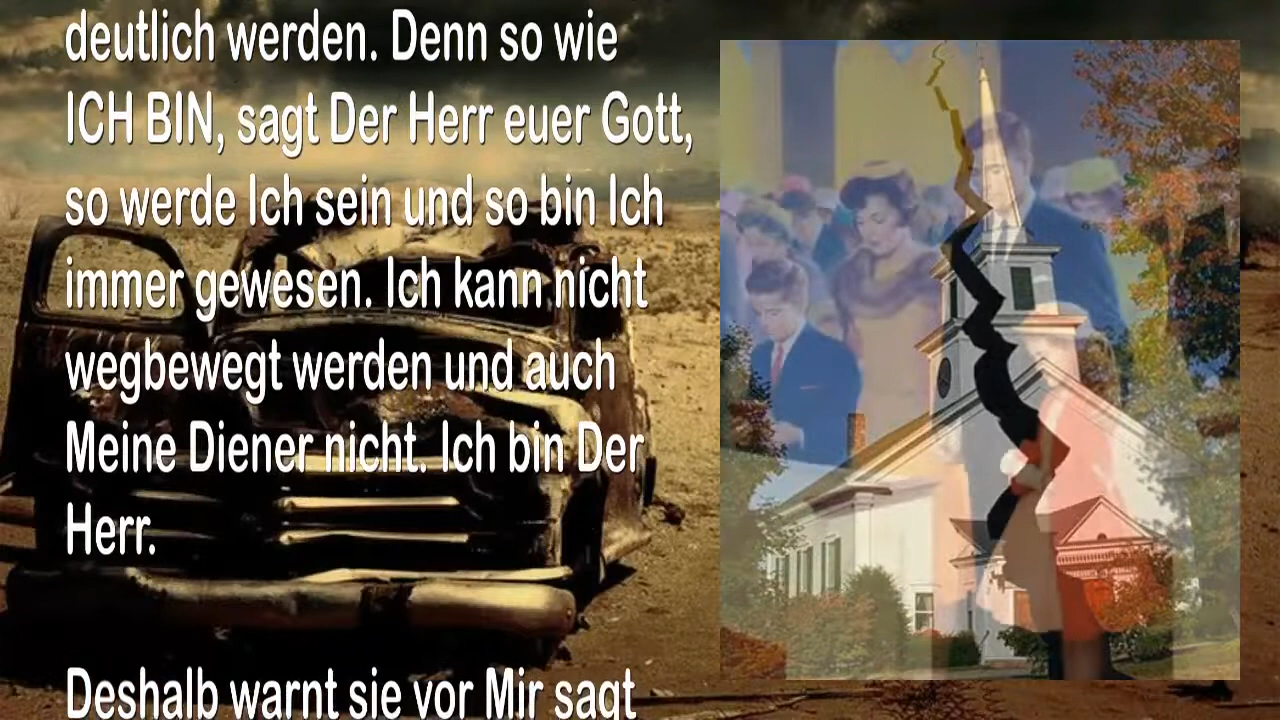 deutlich werden. Denn so wie
ICH BIN, sagt Der Herr euer Gott,
so werde Ich sein und so bin Ich
immer gewesen. Ich kann nicht
wegbewegt werden und auch
Meine Diener nicht. Ich bin Der
Herr.
Deshalb warnt sie vor Mir sagt